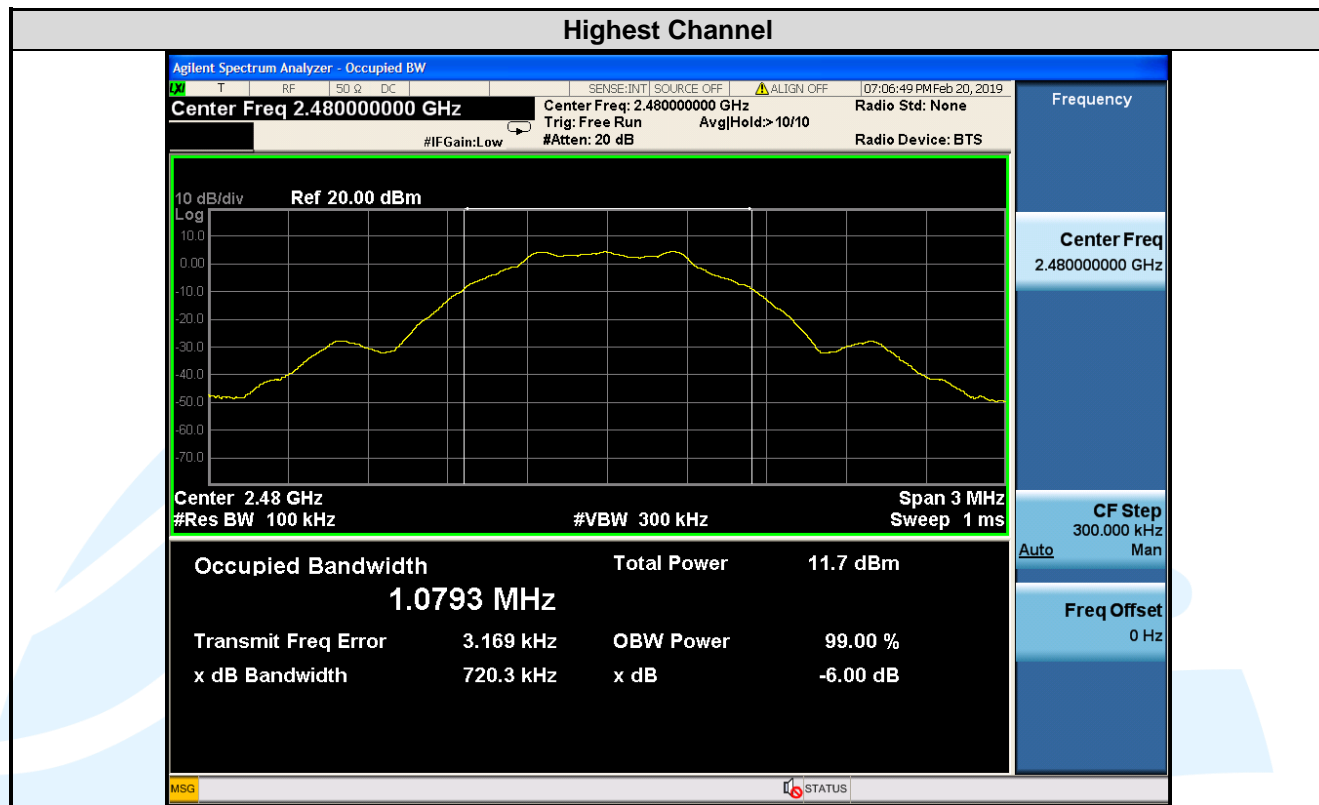 Highest Channel
Agilent Spectrum Analyzer - Occupied BW
LXI T RF 50 Ω DC SENSE:INT SOURCE OFF ALIGN OFF 07:06:49 PM Feb 20, 2019
Center Freq 2.480000000 GHz
Center Freq: 2.480000000 GHz Radio Std: None
Trig: Free Run Avg|Hold:> 10/10
#IFGain:Low #Atten: 20 dB Radio Device: BTS
10 dB/div Ref 20.00 dBm
Log
10.0
0.00
-10.0
-20.0
-30.0
-40.0
-50.0
-60.0
-70.0
Center 2.48 GHz Span 3 MHz
#Res BW 100 kHz #VBW 300 kHz Sweep 1 ms
Occupied Bandwidth Total Power 11.7 dBm
1.0793 MHz
Transmit Freq Error 3.169 kHz OBW Power 99.00 %
x dB Bandwidth 720.3 kHz x dB -6.00 dB
MSG STATUS
Frequency
Center Freq
2.480000000 GHz
CF Step
300.000 kHz
Auto Man
Freq Offset
0 Hz